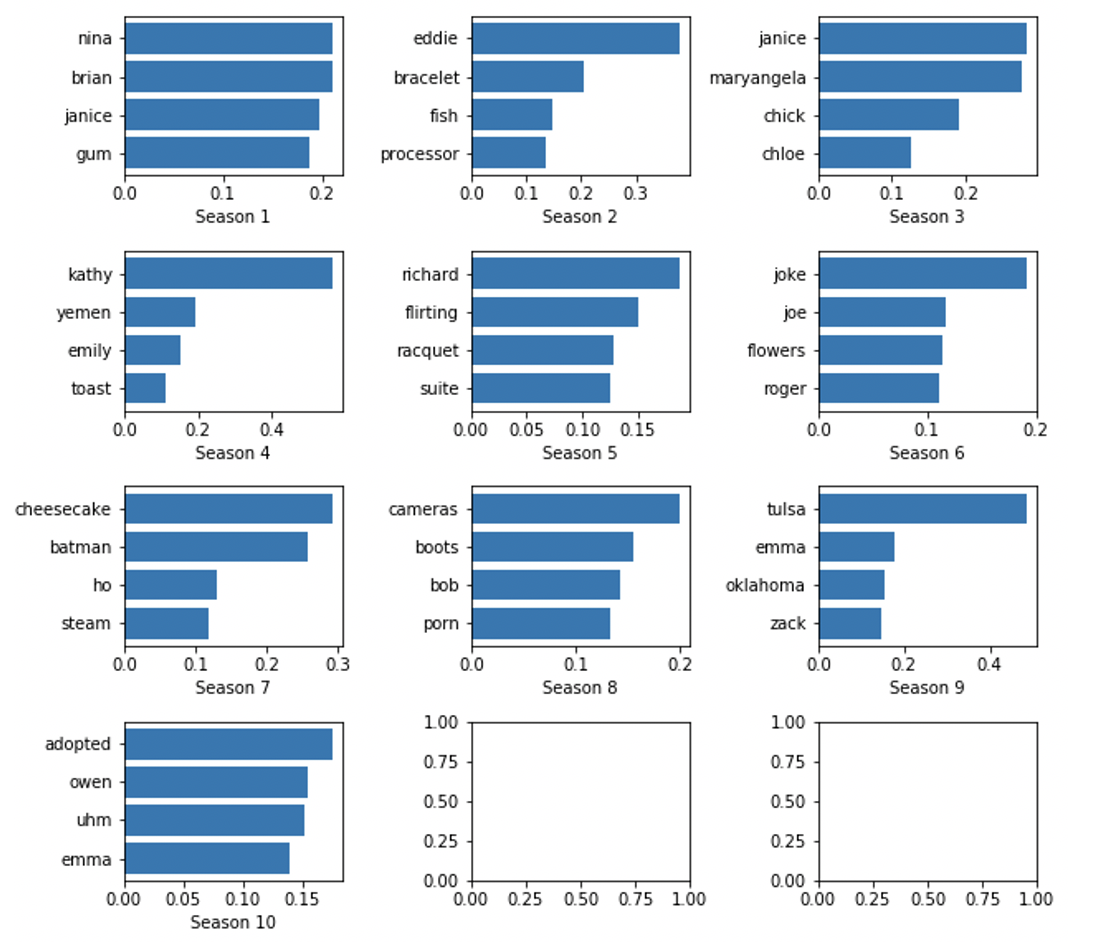 nina
brian
janice
gum
0.0 0.1 0.2
Season 1
eddie
bracelet
fish
processor
0.0 0.1 0.2 0.3
Season 2
janice
maryangela
chick
chloe
0.0 0.1 0.2
Season 3
kathy
yemen
emily
toast
0.0 0.2 0.4
Season 4
richard
flirting
racquet
suite
0.00 0.05 0.10 0.15
Season 5
joke
joe
flowers
roger
0.0 0.1 0.2
Season 6
cheesecake
batman
ho
steam
0.0 0.1 0.2 0.3
Season 7
cameras
boots
bob
porn
0.0 0.1 0.2
Season 8
tulsa
emma
oklahoma
zack
0.0 0.2 0.4
Season 9
adopted
owen
uhm
emma
0.00 0.05 0.10 0.15
Season 10
1.00
0.75
0.50
0.25
0.00
0.00 0.25 0.50 0.75 1.00
1.00
0.75
0.50
0.25
0.00
0.00 0.25 0.50 0.75 1.00